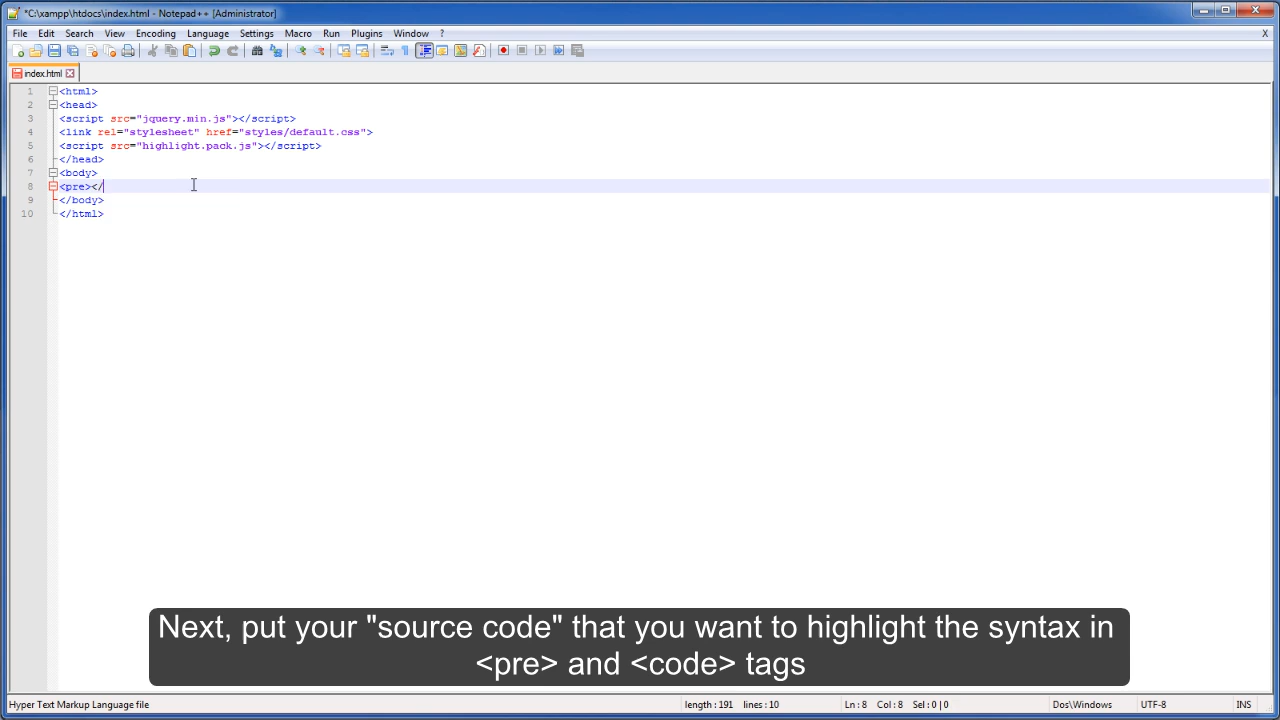 *C:\xampp\htdocs\index.html - Notepad++ [Administrator]
File Edit Search View Encoding Language Settings Macro Run Plugins Window ? X
index.html
1 <html>
2 <head>
3 <script src="jquery.min.js"></script>
4 <link rel="stylesheet" href="styles/default.css">
5 <script src="highlight.pack.js"></script>
6 </head>
7 <body>
8 <pre></
9 </body>
10 </html>
Next, put your "source code" that you want to highlight the syntax in
<pre> and <code> tags
Hyper Text Markup Language file length : 191 lines : 10 Ln : 8 Col : 8 Sel : 0 | 0 Dos\Windows UTF-8 INS